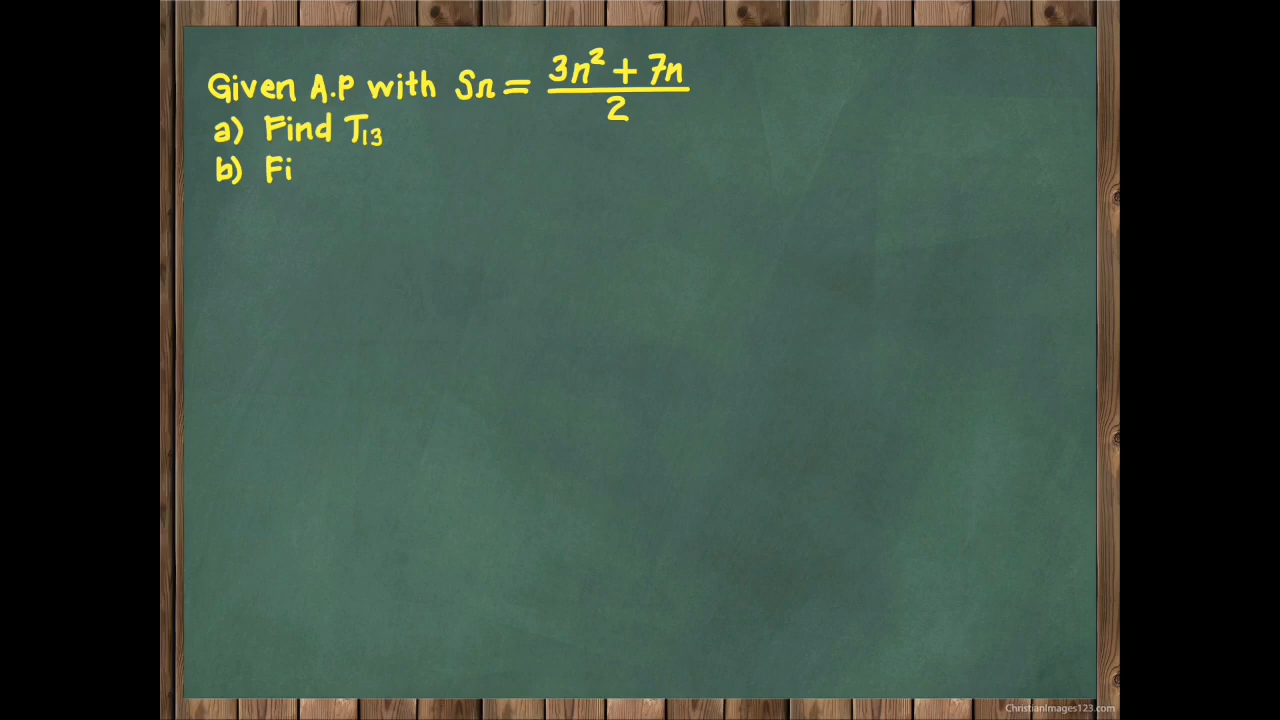 Given A.P with Sn = (3n² + 7n)/2
a) Find T₁₃
b) Fi
ChristianImages123.com